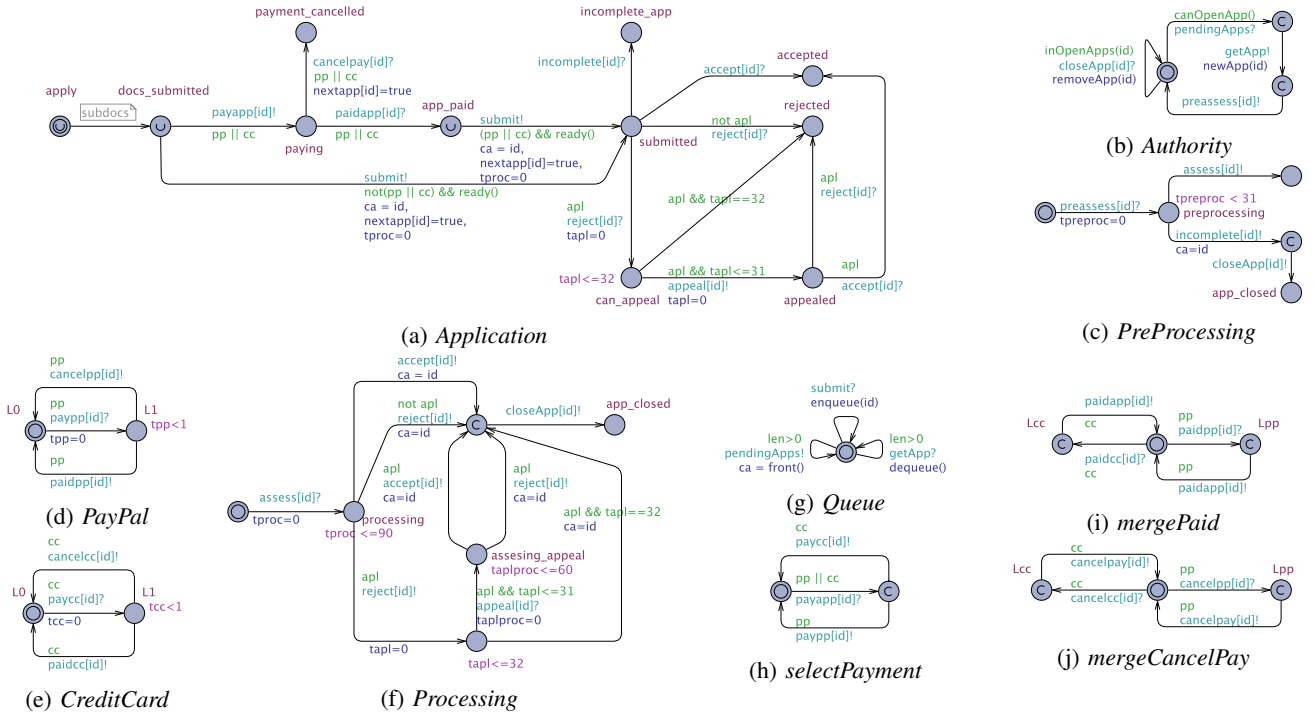 payment_cancelled
cancelpay[id]?
pp || cc
nextapp[id]=true
apply
subdocs
docs_submitted
payapp[id]!
pp || cc
paying
paidapp[id]?
pp || cc
app_paid
submit!
(pp || cc) && ready()
ca = id,
nextapp[id]=true,
tproc=0
submit!
not(pp || cc) && ready()
ca = id,
nextapp[id]=true,
tproc=0
incomplete_app
incomplete[id]?
submitted
accept[id]?
accepted
rejected
not apl
reject[id]?
apl
reject[id]?
tapl=0
apl && tapl==32
apl
reject[id]?
tapl<=32
can_appeal
apl && tapl<=31
appeal[id]!
tapl=0
appealed
apl
accept[id]?
(a) Application
canOpenApp()
pendingApps?
inOpenApps(id)
closeApp[id]?
removeApp(id)
getApp!
newApp(id)
preassess[id]!
(b) Authority
assess[id]!
preassess[id]?
tpreproc=0
tpreproc < 31
preprocessing
incomplete[id]!
ca=id
closeApp[id]!
app_closed
(c) PreProcessing
pp
cancelpp[id]!
L0
pp
paypp[id]?
tpp=0
L1
tpp<1
pp
paidpp[id]!
(d) PayPal
cc
cancelcc[id]!
L0
cc
paycc[id]?
tcc=0
L1
tcc<1
cc
paidcc[id]!
(e) CreditCard
accept[id]!
ca = id
not apl
reject[id]!
ca=id
closeApp[id]!
app_closed
apl
accept[id]!
ca=id
apl
reject[id]!
ca=id
assess[id]?
tproc=0
processing
tproc <=90
apl && tapl==32
ca=id
assesing_appeal
taplproc<=60
apl
reject[id]!
apl && tapl<=31
appeal[id]?
taplproc=0
tapl=0
tapl<=32
(f) Processing
submit?
enqueue(id)
len>0
pendingApps!
ca = front()
len>0
getApp?
dequeue()
(g) Queue
cc
paycc[id]!
pp || cc
payapp[id]?
pp
paypp[id]!
(h) selectPayment
paidapp[id]!
cc
Lcc
paidcc[id]?
cc
pp
paidpp[id]?
Lpp
pp
paidapp[id]!
(i) mergePaid
cc
cancelpay[id]!
Lcc
cc
cancelcc[id]?
pp
cancelpp[id]?
Lpp
pp
cancelpay[id]!
(j) mergeCancelPay
C
C
C
C
C
C
C
C
C